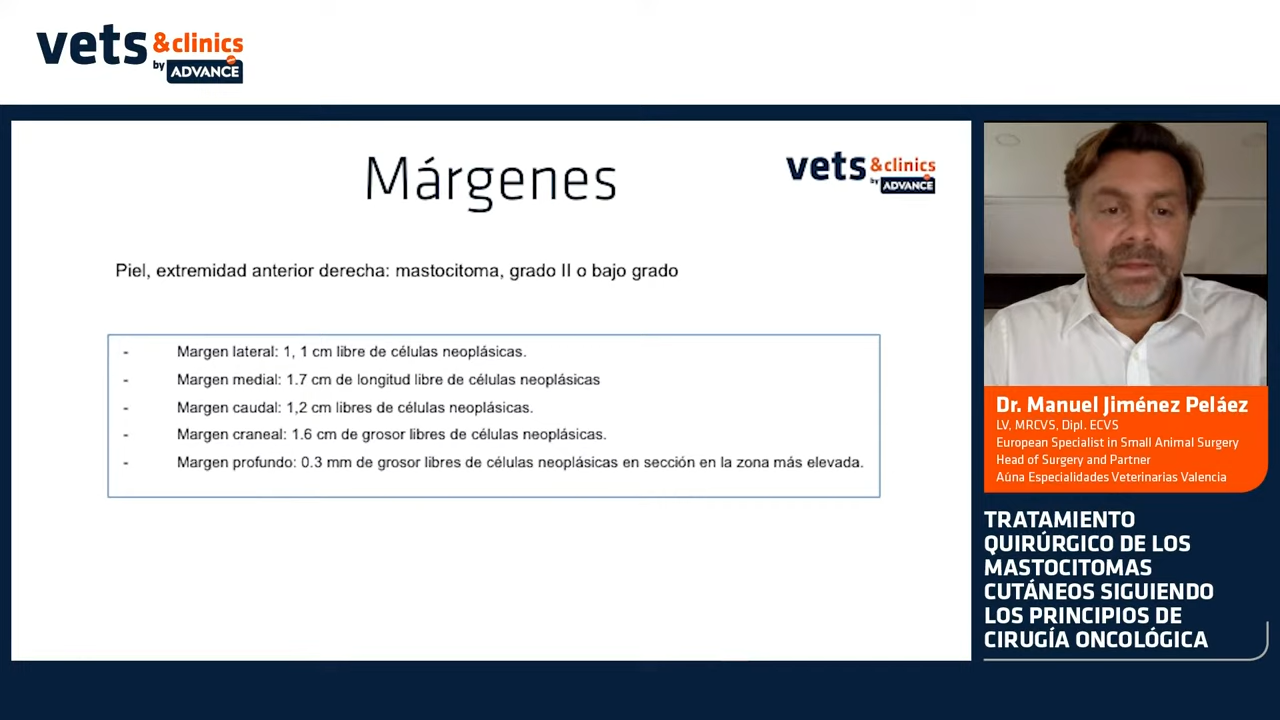 vets &clinics
by ADVANCE
Márgenes
vets &clinics
by ADVANCE
Piel, extremidad anterior derecha: mastocitoma, grado II o bajo grado
- Margen lateral: 1, 1 cm libre de células neoplásicas.
- Margen medial: 1.7 cm de longitud libre de células neoplásicas
- Margen caudal: 1,2 cm libres de células neoplásicas.
- Margen craneal: 1.6 cm de grosor libres de células neoplásicas.
- Margen profundo: 0.3 mm de grosor libres de células neoplásicas en sección en la zona más elevada.
Dr. Manuel Jiménez Peláez
LV, MRCVS, Dipl. ECVS
European Specialist in Small Animal Surgery
Head of Surgery and Partner
Aúna Especialidades Veterinarias Valencia
TRATAMIENTO
QUIRÚRGICO DE LOS
MASTOCITOMAS
CUTÁNEOS SIGUIENDO
LOS PRINCIPIOS DE
CIRUGÍA ONCOLÓGICA